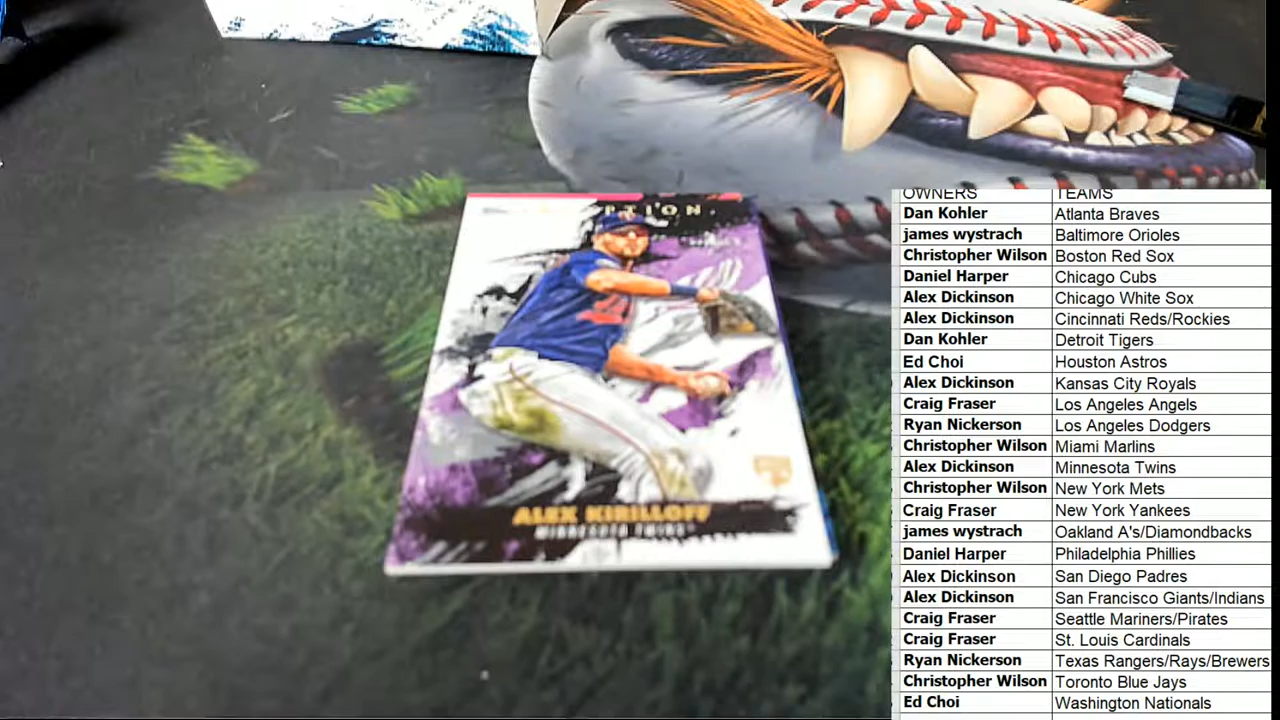 PTION
ALEX KIRILLOFF
MINNESOTA TWINS
OWNERS TEAMS
Dan Kohler Atlanta Braves
james wystrach Baltimore Orioles
Christopher Wilson Boston Red Sox
Daniel Harper Chicago Cubs
Alex Dickinson Chicago White Sox
Alex Dickinson Cincinnati Reds/Rockies
Dan Kohler Detroit Tigers
Ed Choi Houston Astros
Alex Dickinson Kansas City Royals
Craig Fraser Los Angeles Angels
Ryan Nickerson Los Angeles Dodgers
Christopher Wilson Miami Marlins
Alex Dickinson Minnesota Twins
Christopher Wilson New York Mets
Craig Fraser New York Yankees
james wystrach Oakland A's/Diamondbacks
Daniel Harper Philadelphia Phillies
Alex Dickinson San Diego Padres
Alex Dickinson San Francisco Giants/Indians
Craig Fraser Seattle Mariners/Pirates
Craig Fraser St. Louis Cardinals
Ryan Nickerson Texas Rangers/Rays/Brewers
Christopher Wilson Toronto Blue Jays
Ed Choi Washington Nationals